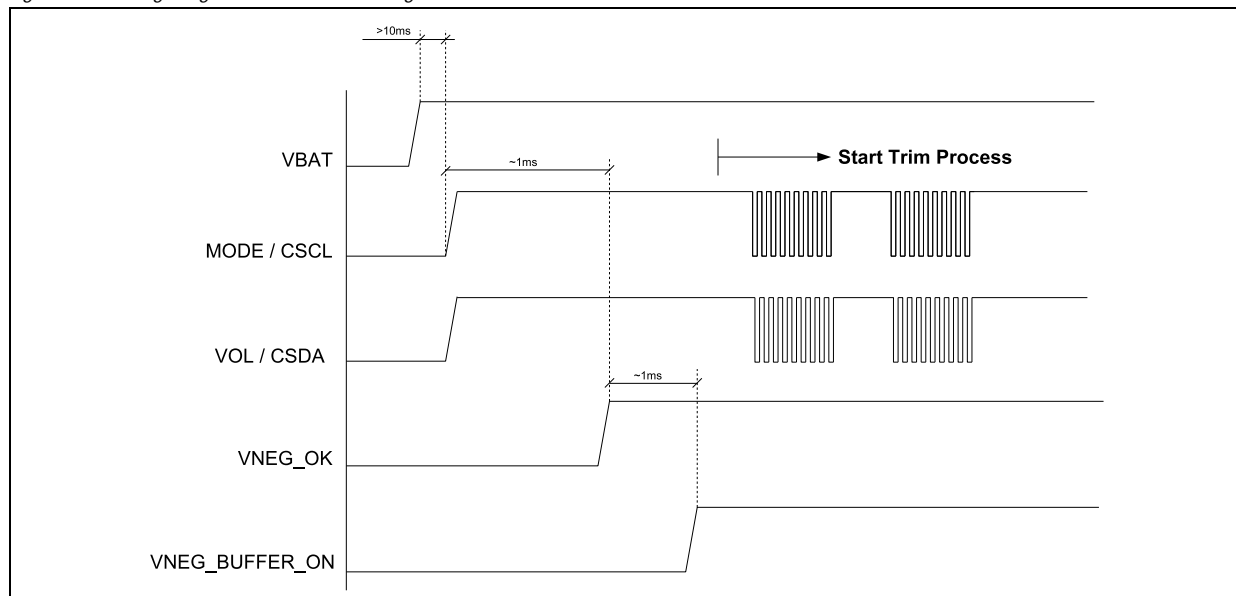 >10ms
VBAT
Start Trim Process
~1ms
MODE / CSCL
VOL / CSDA
~1ms
VNEG_OK
VNEG_BUFFER_ON